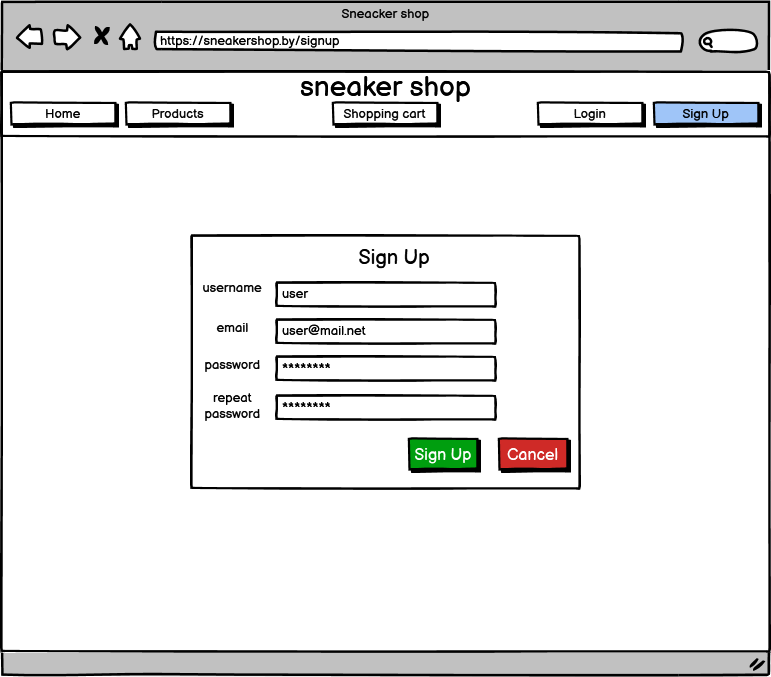 Sneacker shop
https://sneakershop.by/signup
sneaker shop
Home Products Shopping cart Login Sign Up
Sign Up
username user
email user@mail.net
password ********
repeat
password ********
Sign Up Cancel